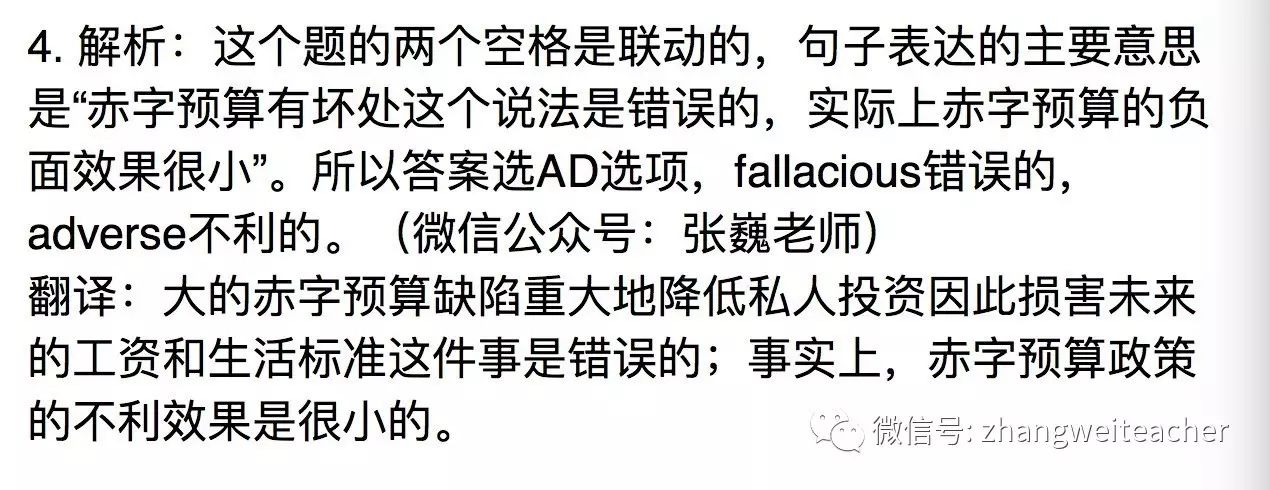 4. 解析：这个题的两个空格是联动的，句子表达的主要意思
是“赤字预算有坏处这个说法是错误的，实际上赤字预算的负
面效果很小”。所以答案选AD选项，fallacious错误的，
adverse不利的。（微信公众号：张巍老师）
翻译：大的赤字预算缺陷重大地降低私人投资因此损害未来
的工资和生活标准这件事是错误的；事实上，赤字预算政策
的不利效果是很小的。
微信号: zhangweiteacher